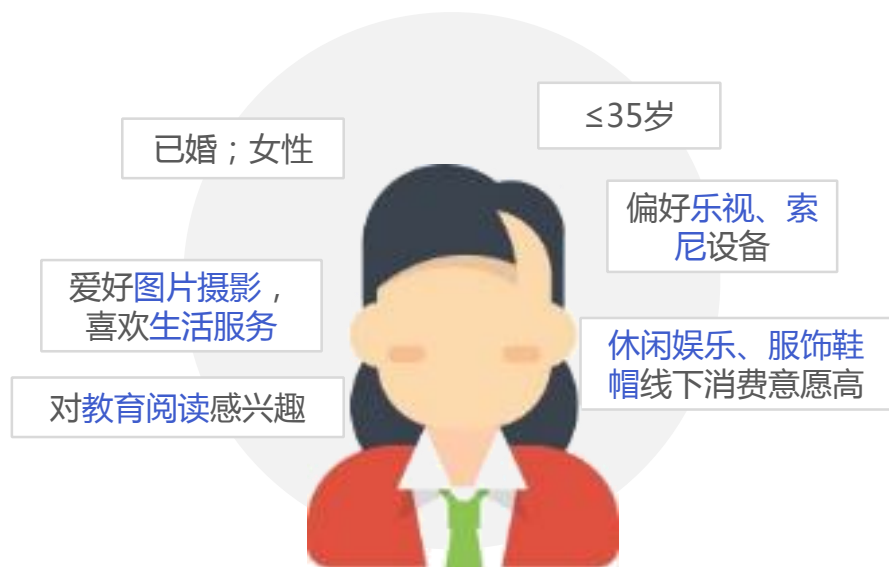 已婚；女性
≤35岁
偏好乐视、索
尼设备
爱好图片摄影，
喜欢生活服务
休闲娱乐、服饰鞋
帽线下消费意愿高
对教育阅读感兴趣